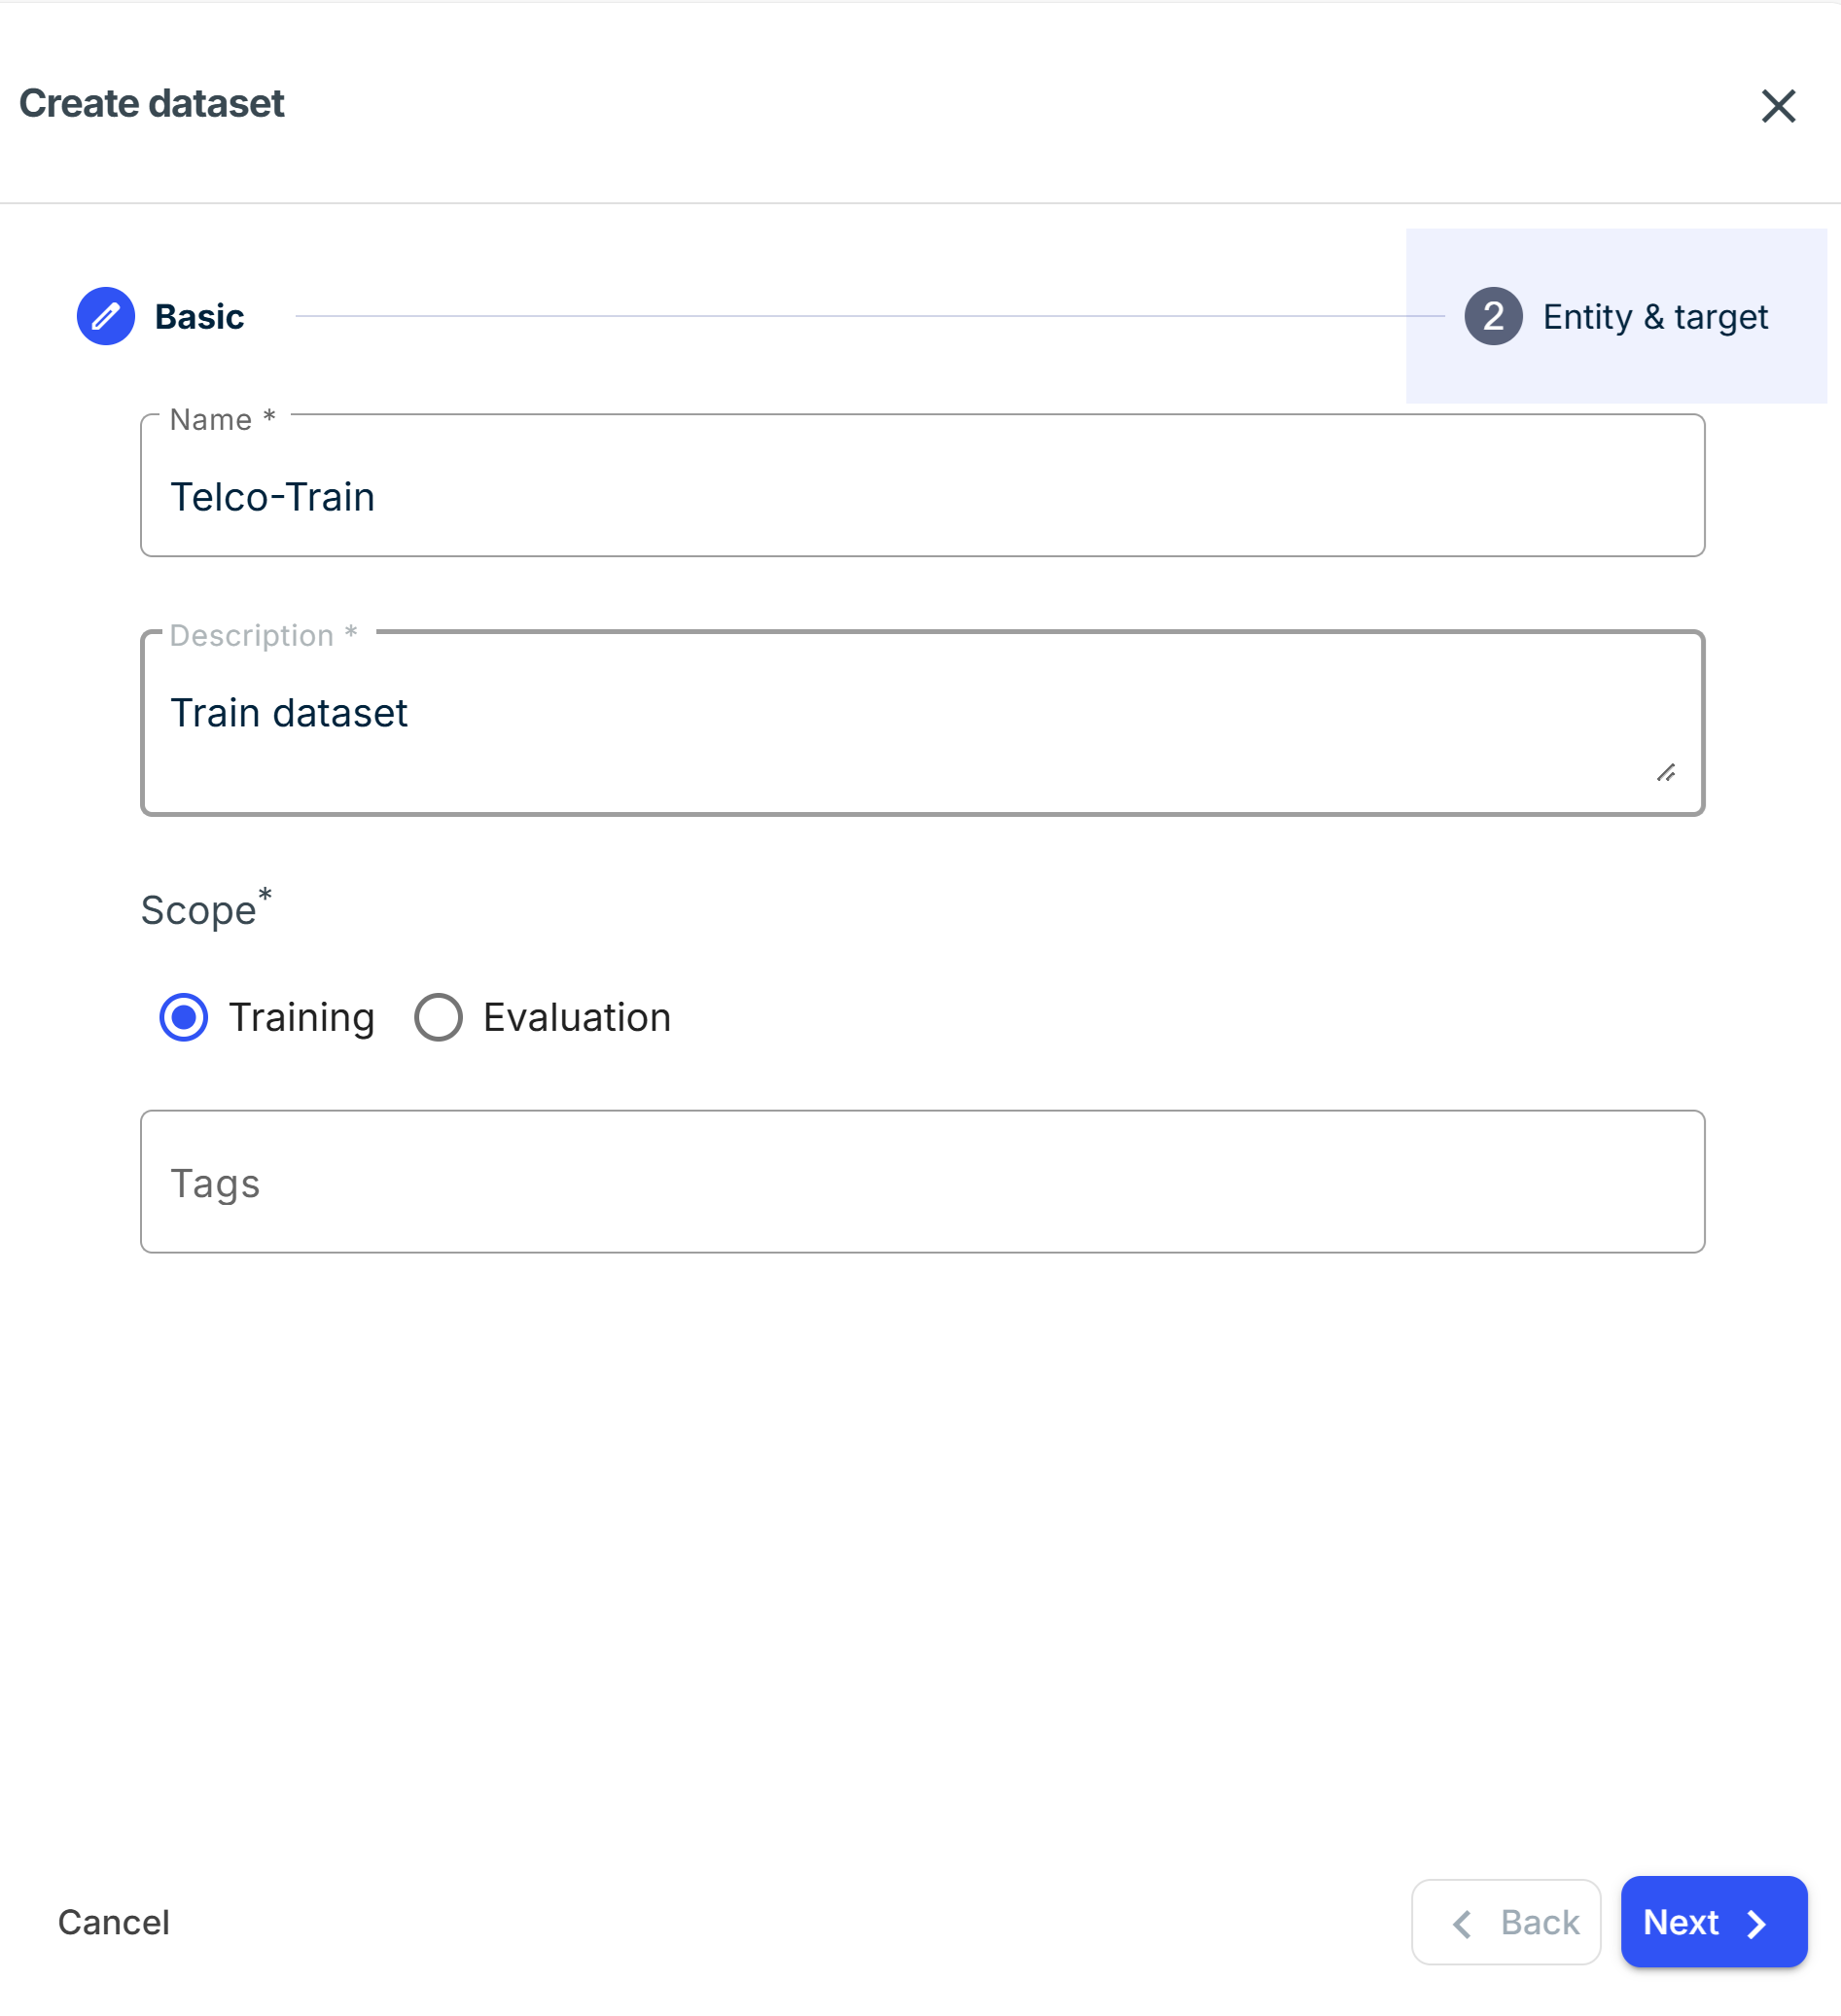 Create dataset
Basic
2 Entity & target
Name *
Telco-Train
Description *
Train dataset
Scope*
Training Evaluation
Tags
Cancel Back Next